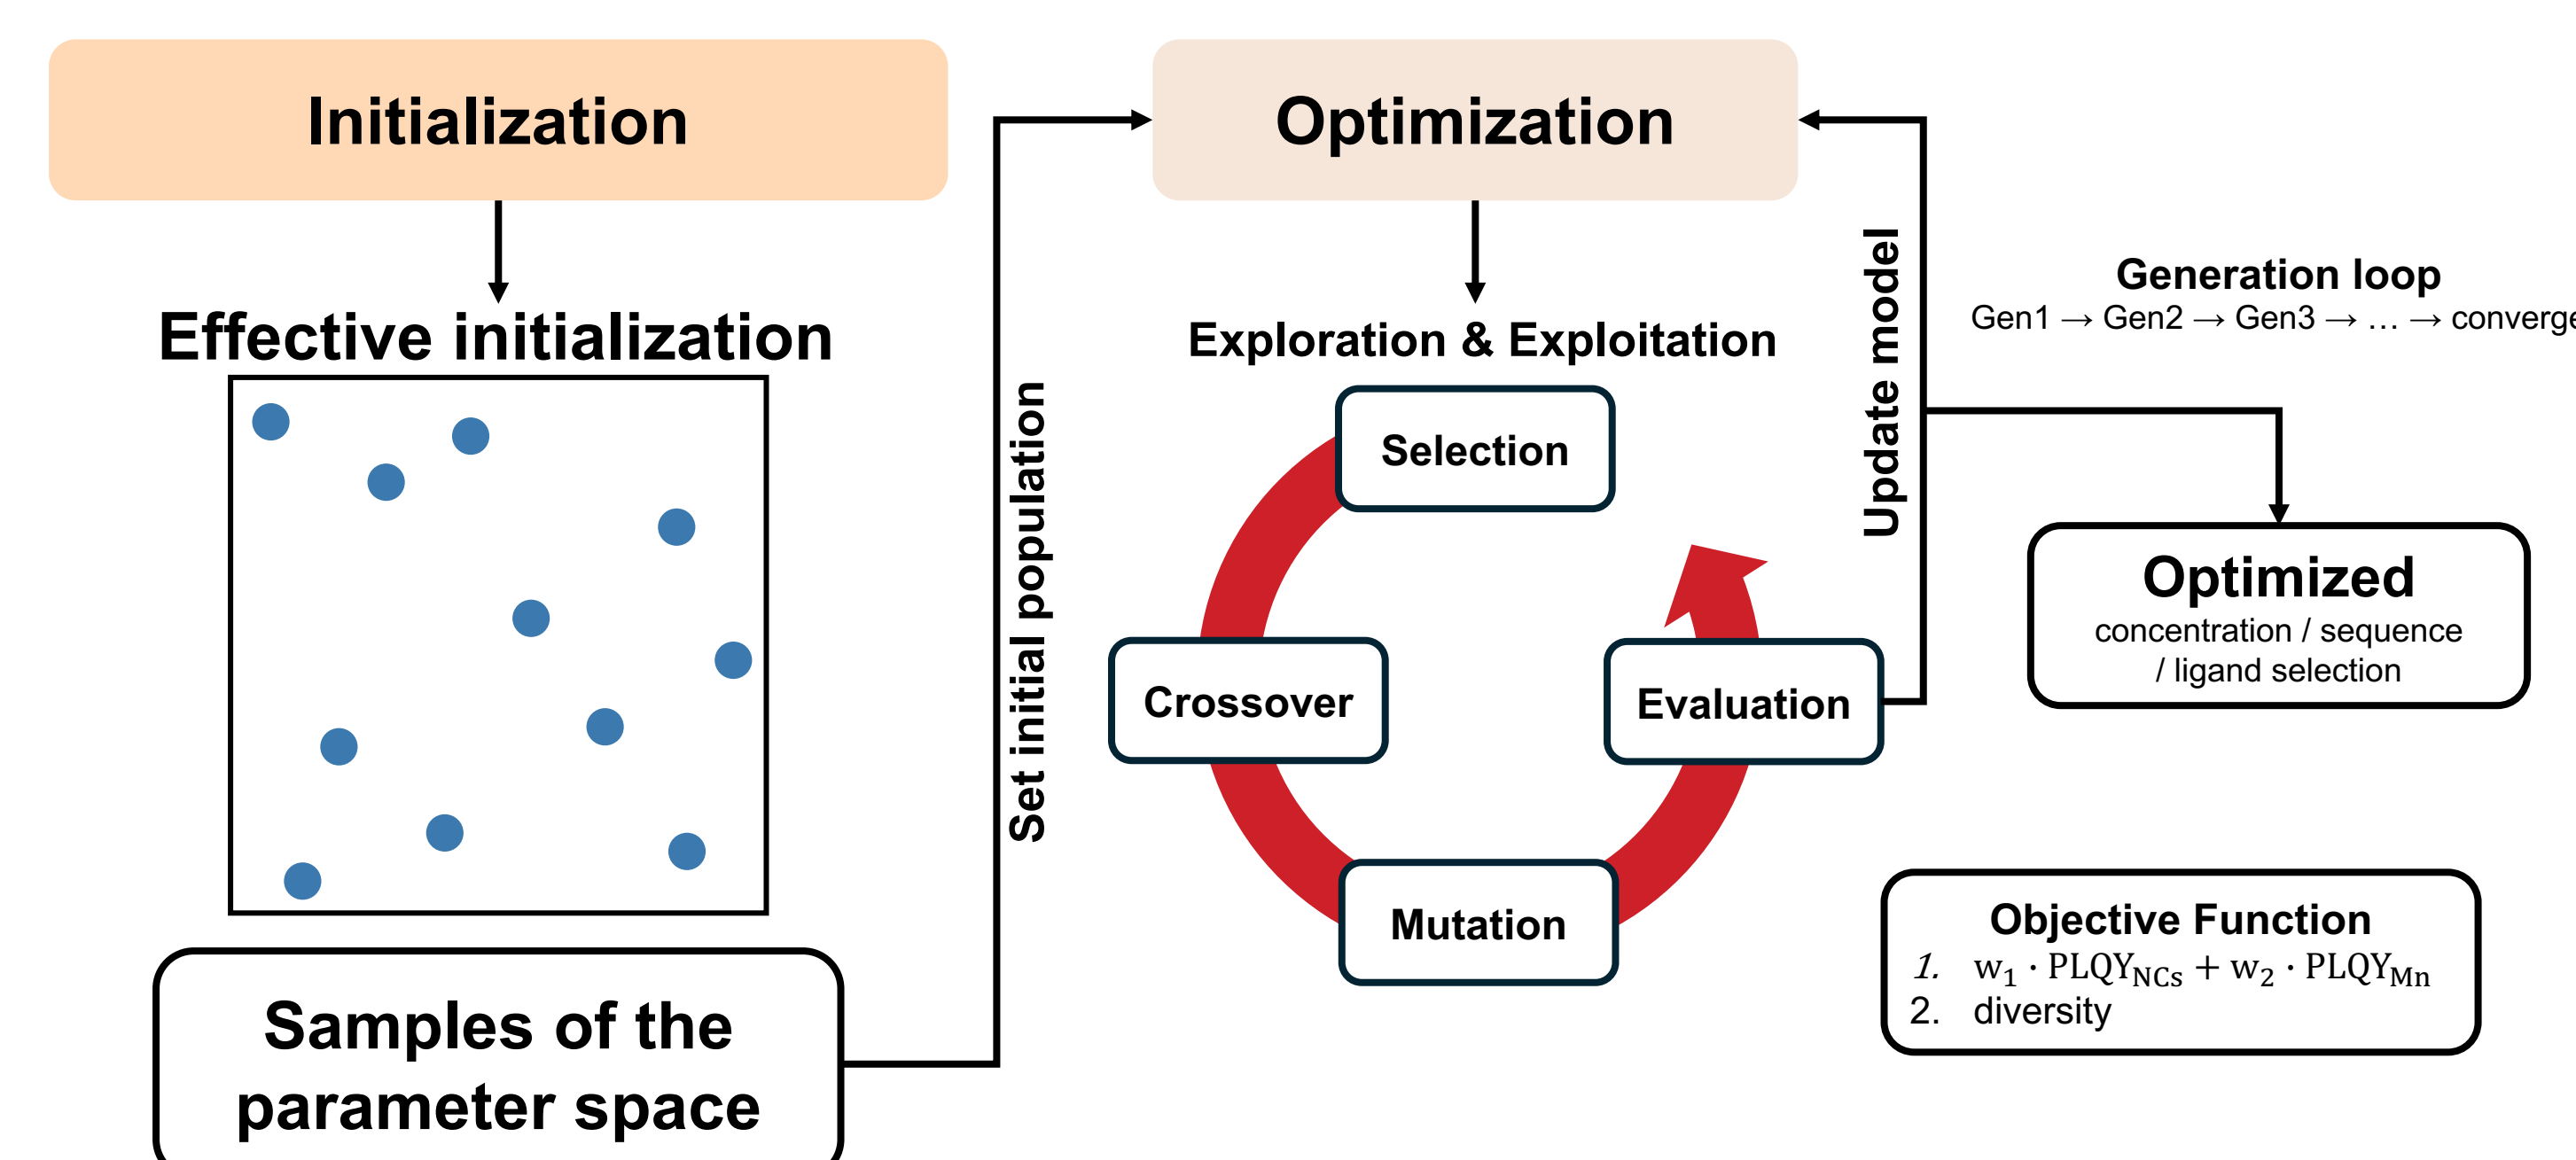 Initialization
Effective initialization
Samples of the
parameter space
Set initial population
Optimization
Exploration & Exploitation
Selection
Crossover
Mutation
Evaluation
Update model
Generation loop
Gen1 → Gen2 → Gen3 → … → converge
Optimized
concentration / sequence
/ ligand selection
Objective Function
1. w₁ · PLQY_NCs + w₂ · PLQY_Mn
2. diversity